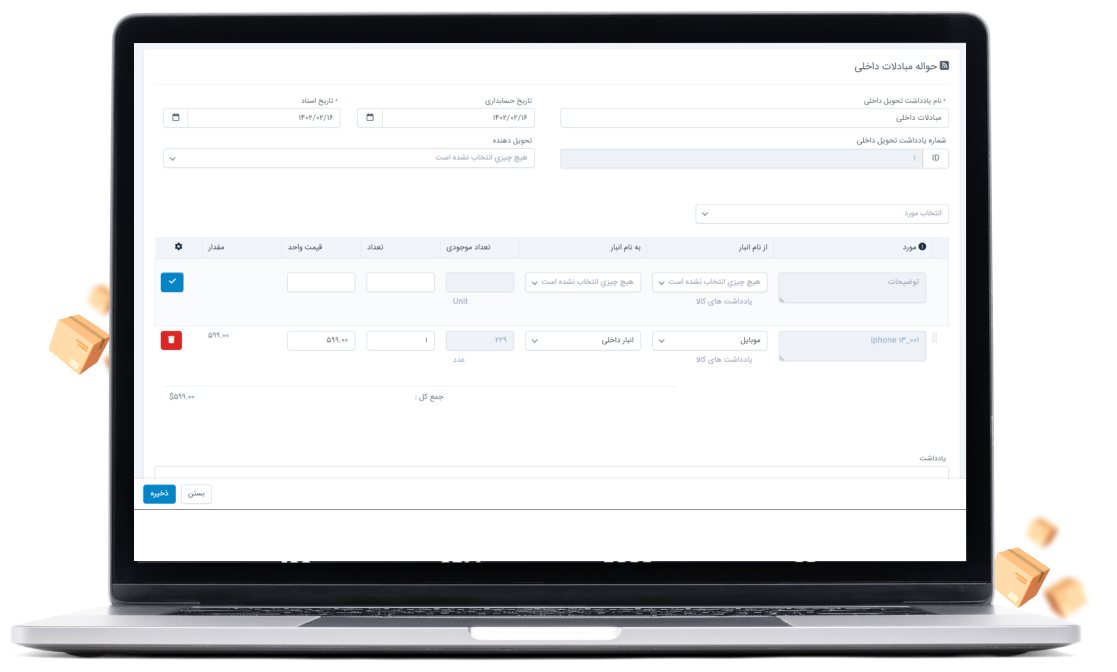 حواله مبادلات داخلی
* نام یادداشت تحویل داخلی
مبادلات داخلی
تاریخ حسابداری
۱۴۰۲/۰۲/۱۶
* تاریخ اسناد
۱۴۰۲/۰۲/۱۶
شماره یادداشت تحویل داخلی
ID ۱
تحویل دهنده
هیچ چیزی انتخاب نشده است
انتخاب مورد
مورد از نام انبار به نام انبار تعداد موجودی تعداد قیمت واحد مقدار
توضیحات هیچ چیزی انتخاب نشده است هیچ چیزی انتخاب نشده است
یادداشت های کالا Unit
iphone ۱۳_۰۰۱ موبایل انبار داخلی ۲۲۹ ۱ ۵۹۹.۰۰ ۵۹۹.۰۰
یادداشت های کالا عدد
جمع کل : $۵۹۹.۰۰
یادداشت
بستن ذخیره